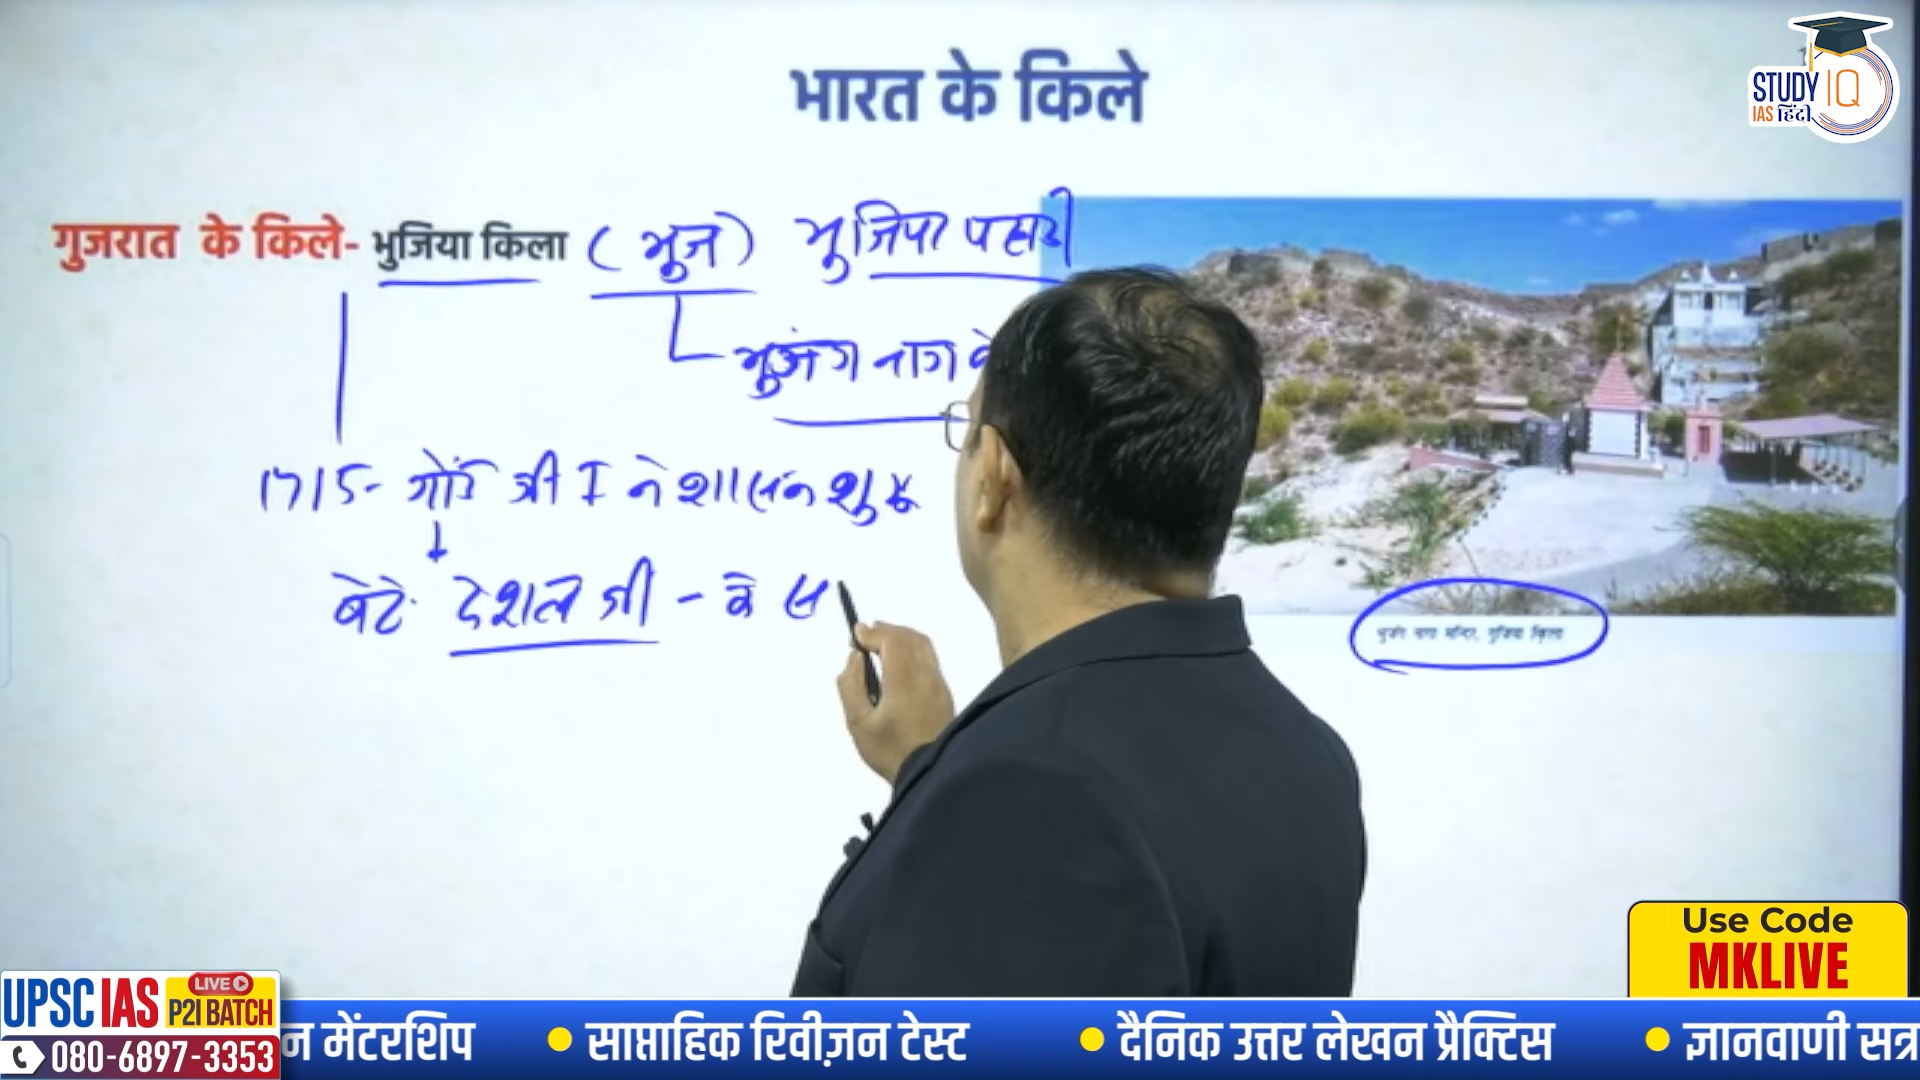 भारत के किले
STUDY IQ
IAS हिंदी
गुजरात के किले- भुजिया किला (भूज) भुजिया पहाडी
भुजंग नाग के
1715- गोड जी I ने शासन शुरू
बेटे देशल जी - के स
भुजंग नाग मन्दिर, भुजिया किला
Use Code
MKLIVE
UPSC IAS LIVE P2I BATCH
080-6897-3353
न मेंटरशिप • साप्ताहिक रिवीज़न टेस्ट • दैनिक उत्तर लेखन प्रैक्टिस • ज्ञानवाणी सत्र